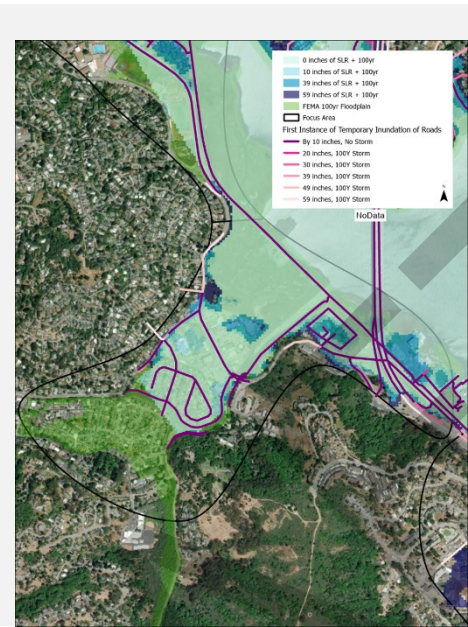 0 inches of SLR + 100yr
10 inches of SLR + 100yr
39 inches of SLR + 100yr
59 inches of SLR + 100yr
FEMA 100yr Floodplain
Focus Area
First Instance of Temporary Inundation of Roads
By 10 inches, No Storm
20 inches, 100Y Storm
30 inches, 100Y Storm
39 inches, 100Y Storm
49 inches, 100Y Storm
59 inches, 100Y Storm
NoData